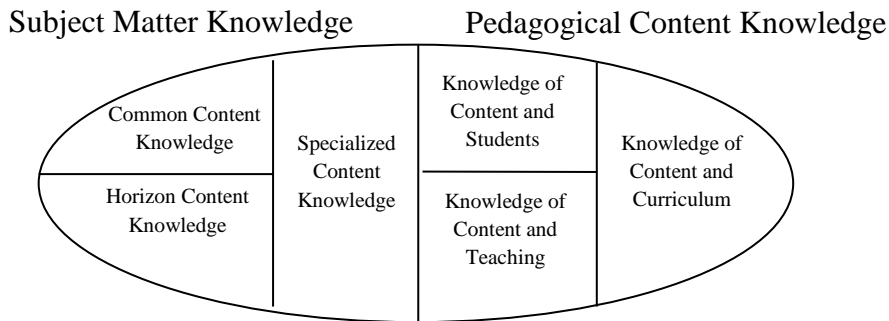 Subject Matter Knowledge
Pedagogical Content Knowledge
Common Content
Knowledge
Horizon Content
Knowledge
Specialized
Content
Knowledge
Knowledge of
Content and
Students
Knowledge of
Content and
Teaching
Knowledge of
Content and
Curriculum